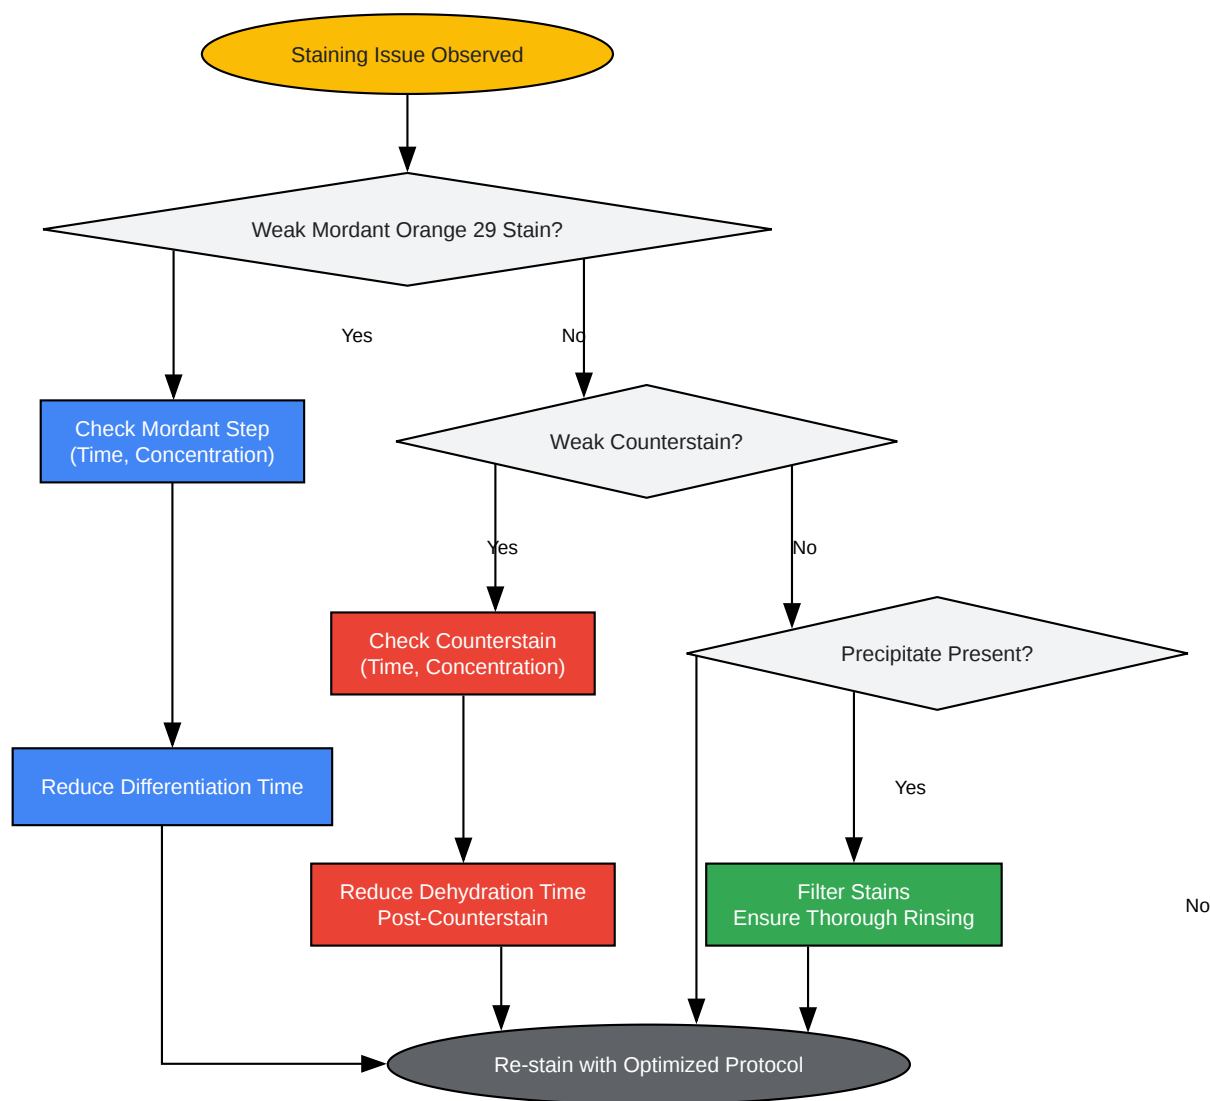 Staining Issue Observed
Weak Mordant Orange 29 Stain?
Yes
No
Check Mordant Step
(Time, Concentration)
Weak Counterstain?
Yes
No
Check Counterstain
(Time, Concentration)
Precipitate Present?
Reduce Differentiation Time
Yes
Reduce Dehydration Time
Post-Counterstain
Filter Stains
Ensure Thorough Rinsing
No
Re-stain with Optimized Protocol